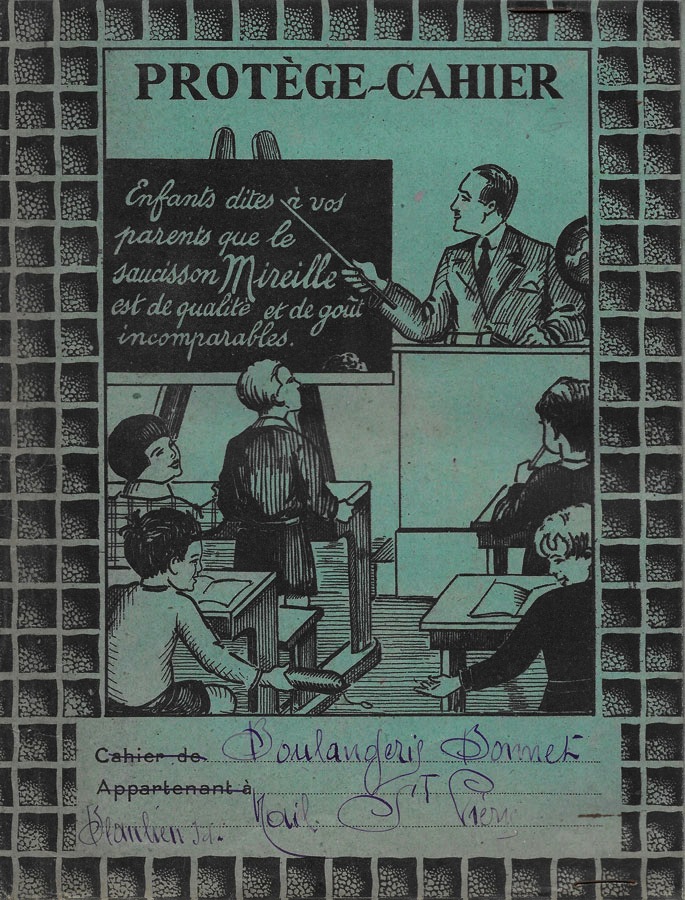 PROTÈGE-CAHIER
Enfants dites à vos
parents que le
saucisson Mireille
est de qualité et de goût
incomparables.
Cahier de Boulangerie Bonnet
Appartenant à Mail. St